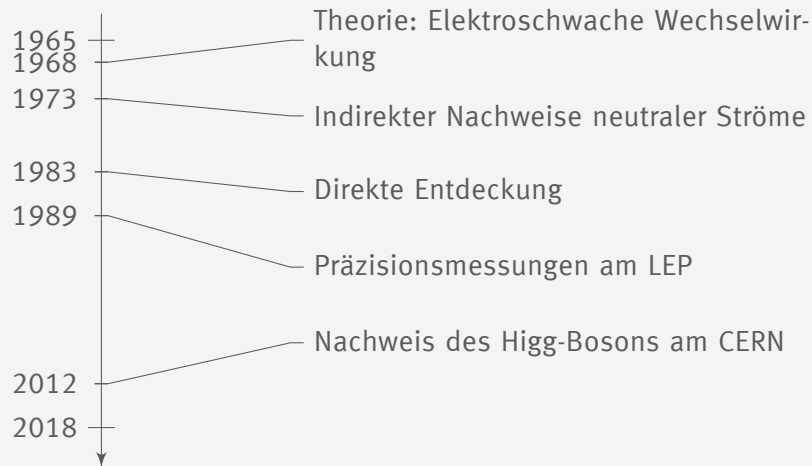 1965
Theorie: Elektroschwache Wechselwir-
kung
1968
1973
Indirekter Nachweise neutraler Ströme
1983
Direkte Entdeckung
1989
Präzisionsmessungen am LEP
Nachweis des Higg-Bosons am CERN
2012
2018